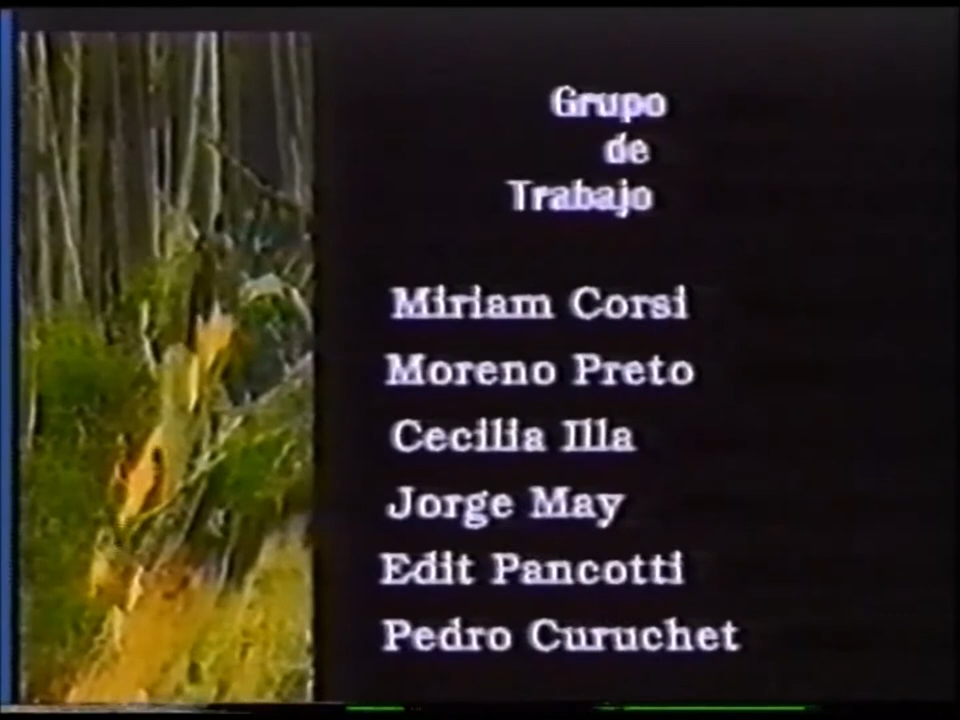 Grupo
de
Trabajo
Miriam Corsi
Moreno Preto
Cecilia Illa
Jorge May
Edit Pancotti
Pedro Curuchet